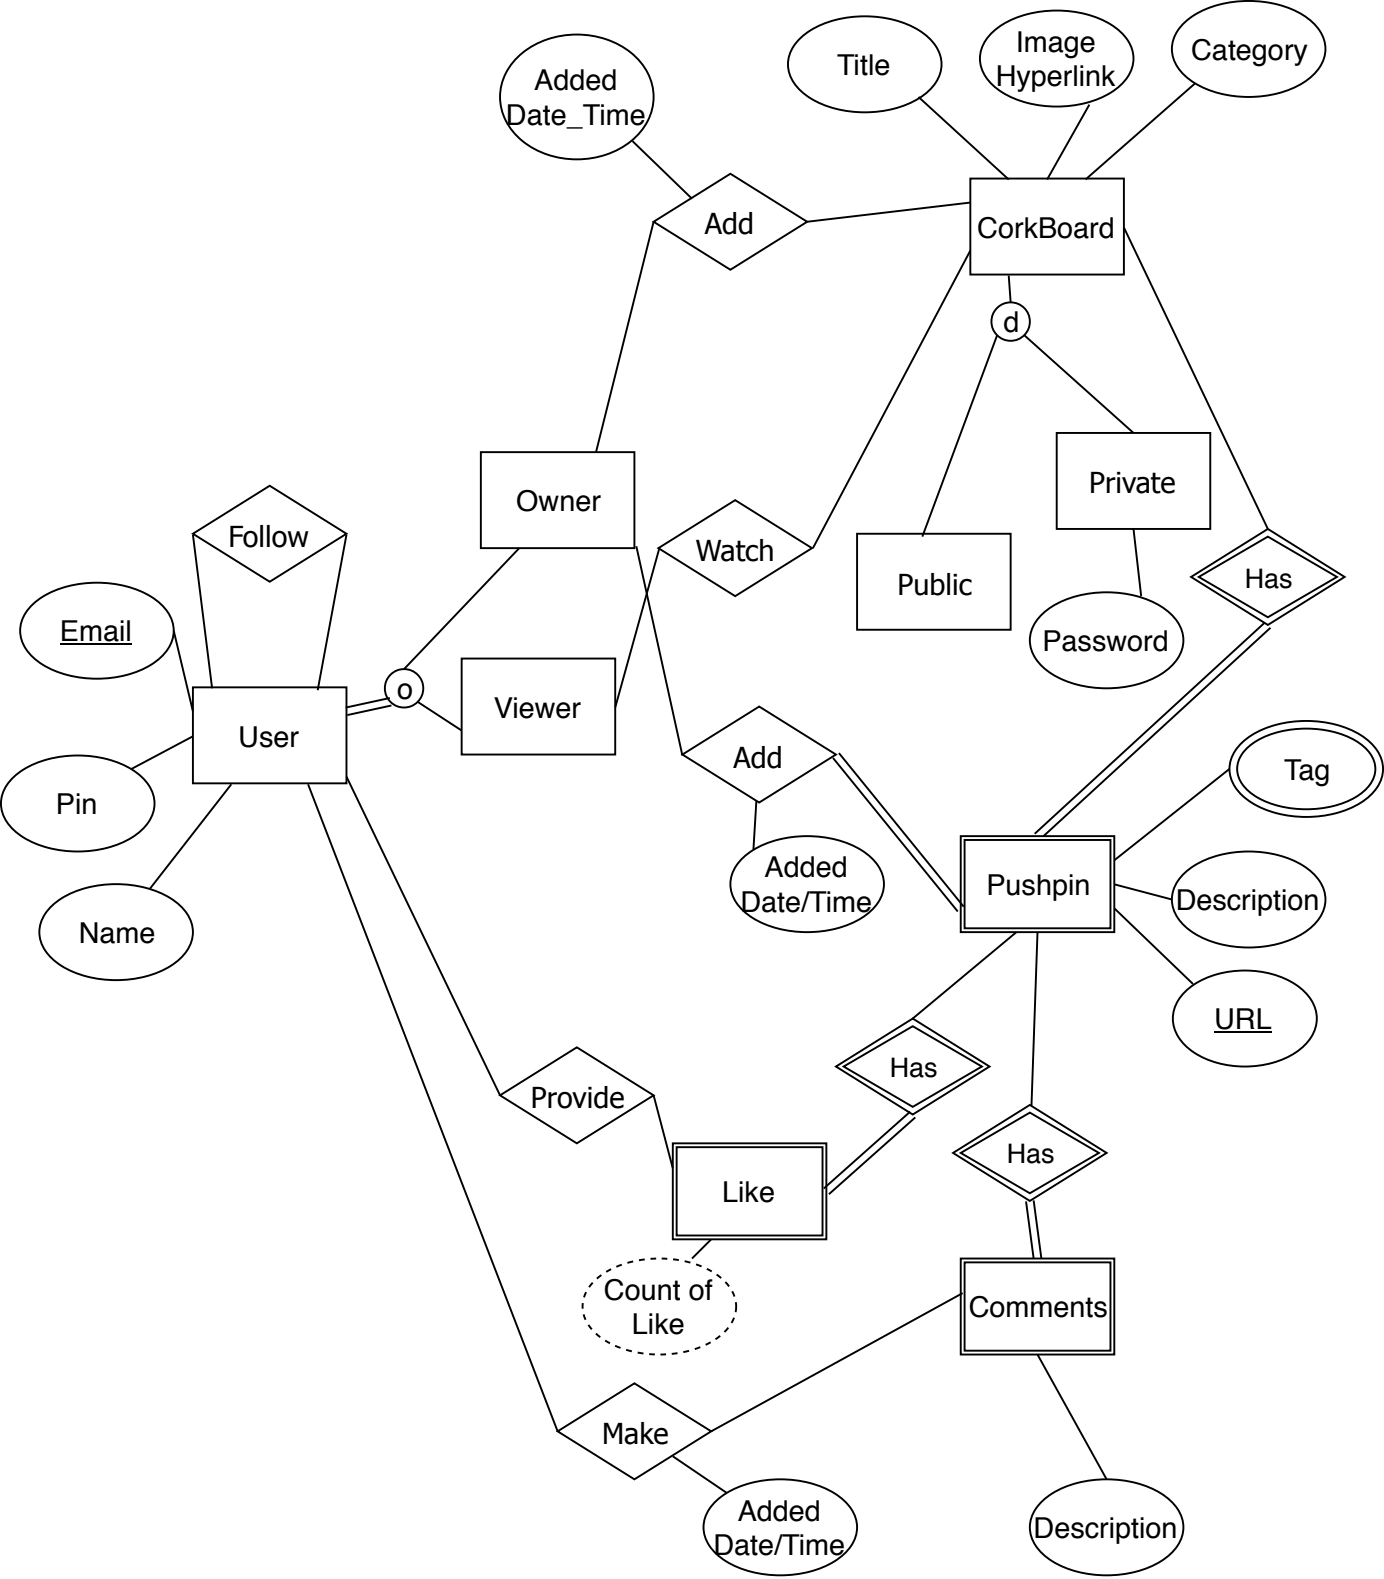 Title
Image
Hyperlink
Category
Added
Date_Time
Add
CorkBoard
d
Owner
Private
Follow
Watch
Public
Has
Email
Password
o
Viewer
User
Add
Tag
Pin
Added
Date/Time
Pushpin
Description
Name
URL
Has
Provide
Has
Like
Count of
Like
Comments
Make
Added
Date/Time
Description